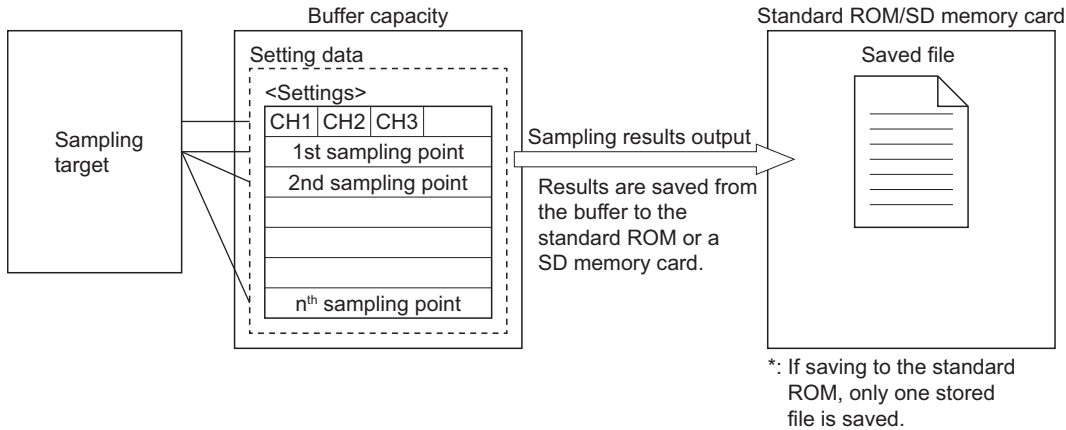 Buffer capacity
Standard ROM/SD memory card
Sampling
target
Setting data
<Settings>
CH1 CH2 CH3
1st sampling point
2nd sampling point
nth sampling point
Sampling results output
Results are saved from
the buffer to the
standard ROM or a
SD memory card.
Saved file
*: If saving to the standard
ROM, only one stored
file is saved.